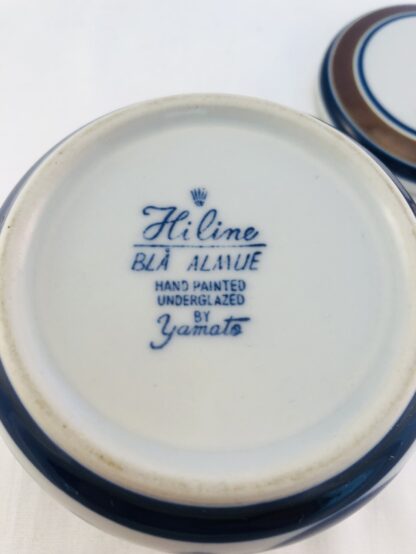 Hiline
BLÅ ALMUE
HAND PAINTED
UNDERGLAZED
BY
Yamato